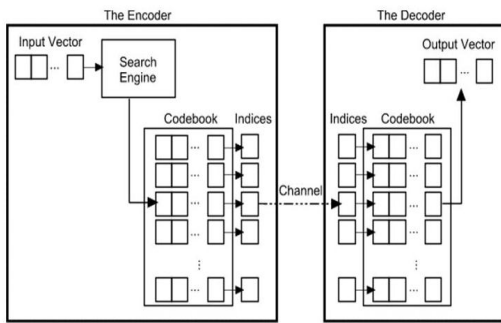 The Encoder
Input Vector
Search
Engine
Codebook
Indices
Channel
The Decoder
Output Vector
Indices
Codebook